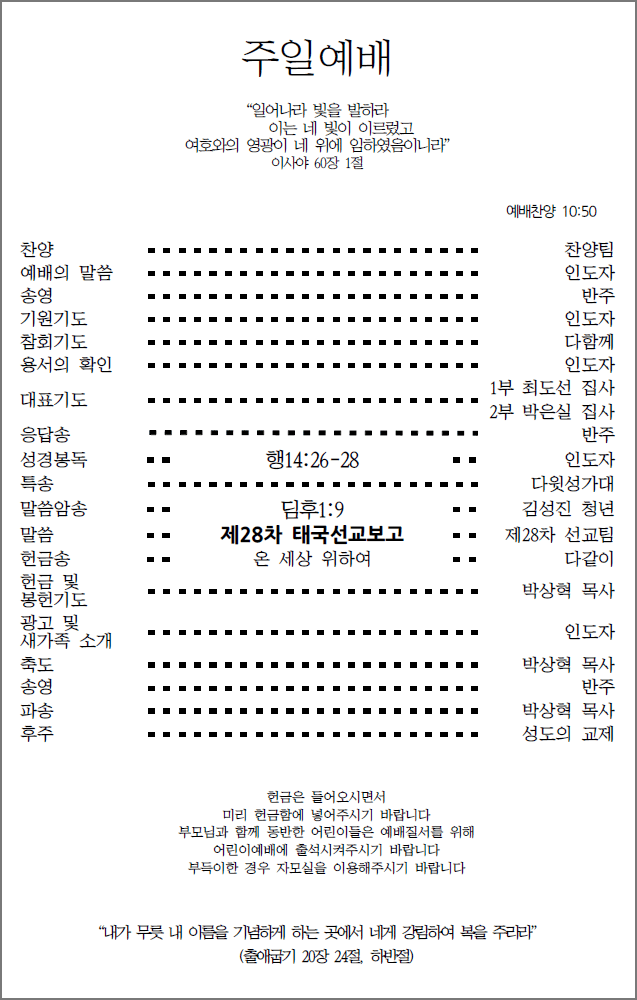 주일예배
“일어나라 빛을 발하라
이는 네 빛이 이르렀고
여호와의 영광이 네 위에 임하였음이니라”
이사야 60장 1절
예배찬양 10:50
찬양 찬양팀
예배의 말씀 인도자
송영 반주
기원기도 인도자
참회기도 다함께
용서의 확인 인도자
대표기도 1부 최도선 집사
2부 박은실 집사
응답송 반주
성경봉독 행14:26-28 인도자
특송 다윗성가대
말씀암송 딤후1:9 김성진 청년
말씀 제28차 태국선교보고 제28차 선교팀
헌금송 온 세상 위하여 다같이
헌금 및
봉헌기도 박상혁 목사
광고 및
새가족 소개 인도자
축도 박상혁 목사
송영 반주
파송 박상혁 목사
후주 성도의 교제
헌금은 들어오시면서
미리 헌금함에 넣어주시기 바랍니다
부모님과 함께 동반한 어린이들은 예배질서를 위해
어린이예배에 출석시켜주시기 바랍니다
부득이한 경우 자모실을 이용해주시기 바랍니다
“내가 무릇 내 이름을 기념하게 하는 곳에서 네게 강림하여 복을 주리라”
(출애굽기 20장 24절, 하반절)